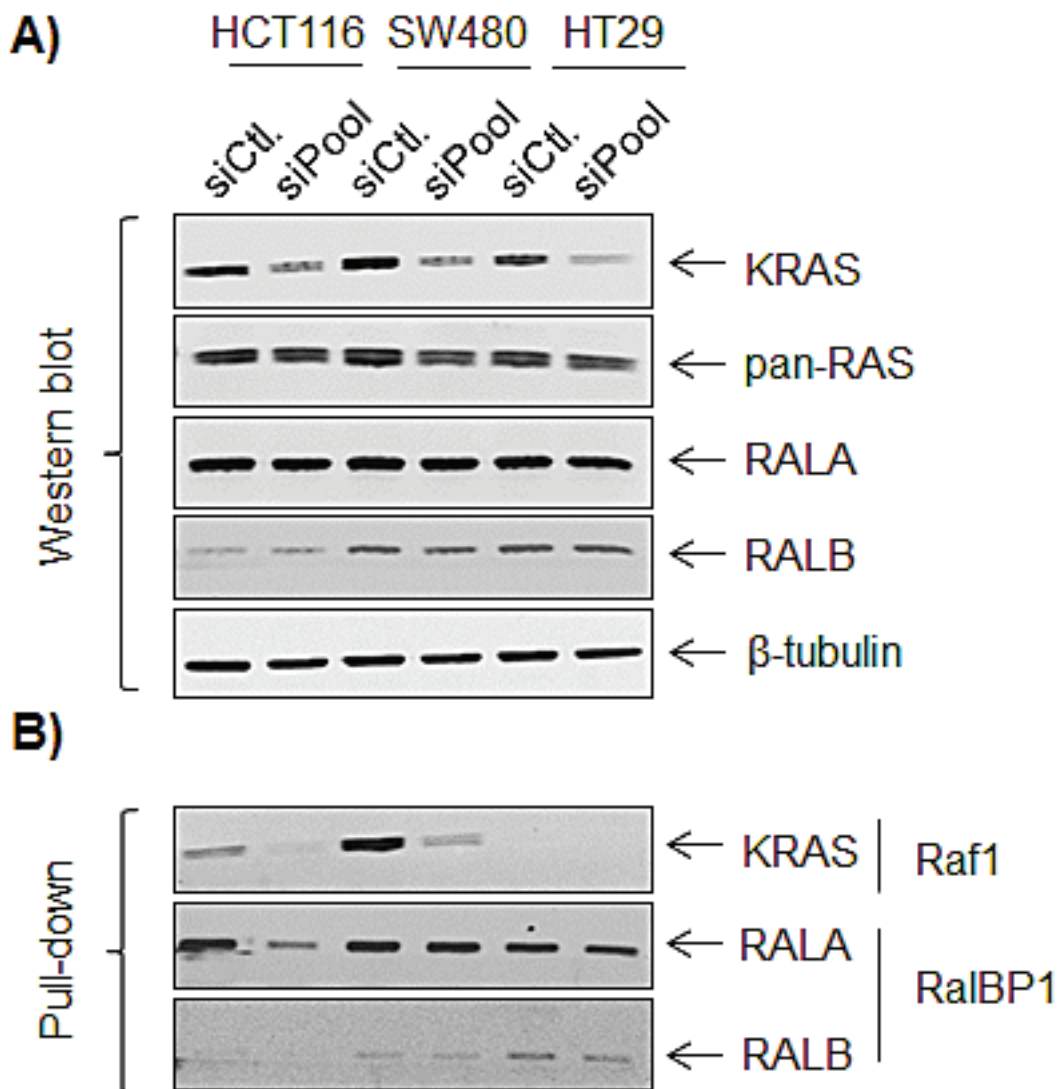 A)
HCT116 SW480 HT29
siCtl. siPool siCtl. siPool siCtl. siPool
Western blot
KRAS
pan-RAS
RALA
RALB
β-tubulin
B)
Pull-down
KRAS Raf1
RALA
RalBP1
RALB